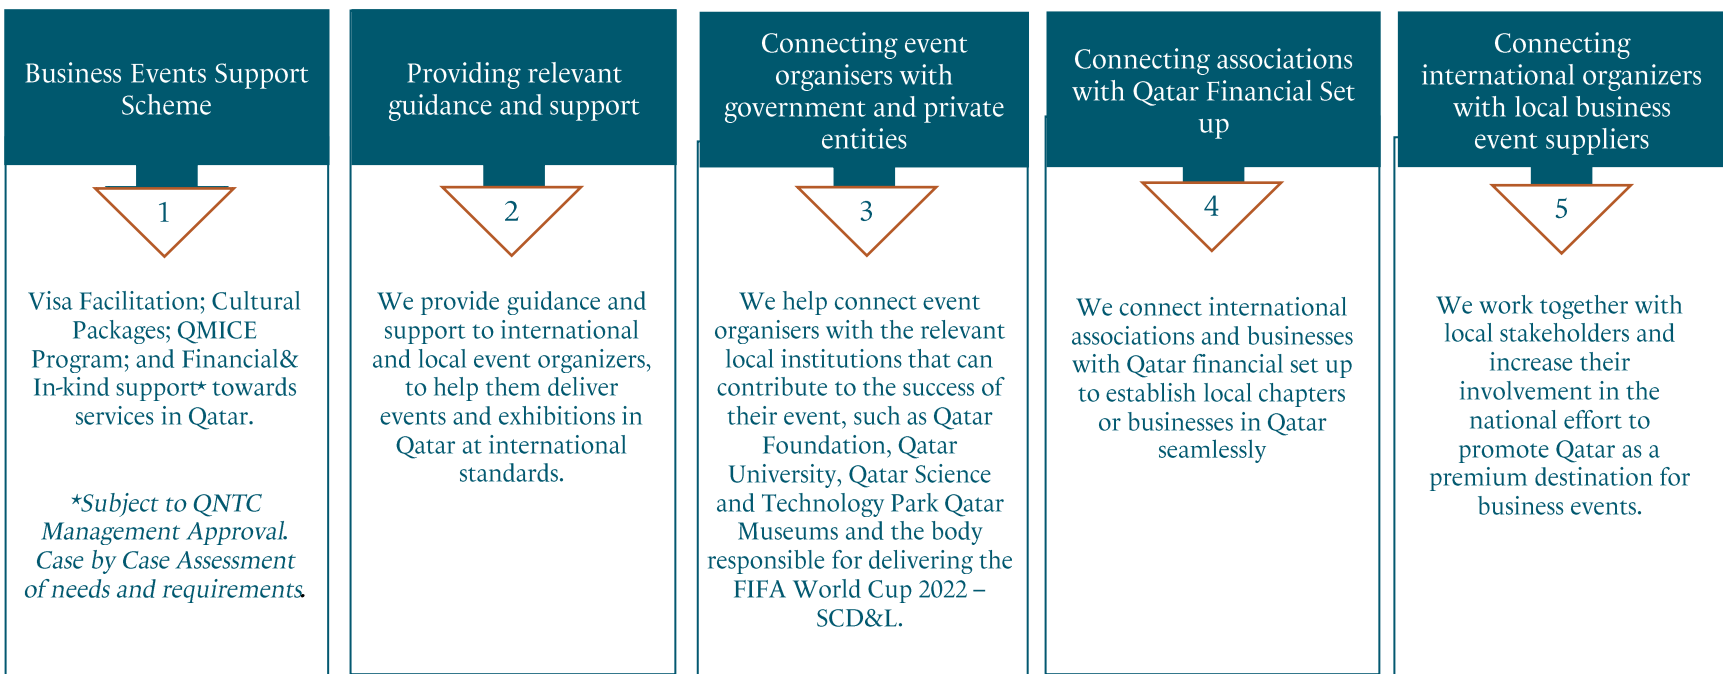 Business Events Support
Scheme
1
Visa Facilitation; Cultural
Packages; QMICE
Program; and Financial&
In-kind support* towards
services in Qatar.
*Subject to QNTC
Management Approval.
Case by Case Assessment
of needs and requirements.
Providing relevant
guidance and support
2
We provide guidance and
support to international
and local event organizers,
to help them deliver
events and exhibitions in
Qatar at international
standards.
Connecting event
organisers with
government and private
entities
3
We help connect event
organisers with the relevant
local institutions that can
contribute to the success of
their event, such as Qatar
Foundation, Qatar
University, Qatar Science
and Technology Park Qatar
Museums and the body
responsible for delivering the
FIFA World Cup 2022 –
SCD&L.
Connecting associations
with Qatar Financial Set
up
4
We connect international
associations and businesses
with Qatar financial set up
to establish local chapters
or businesses in Qatar
seamlessly
Connecting
international organizers
with local business
event suppliers
5
We work together with
local stakeholders and
increase their
involvement in the
national effort to
promote Qatar as a
premium destination for
business events.